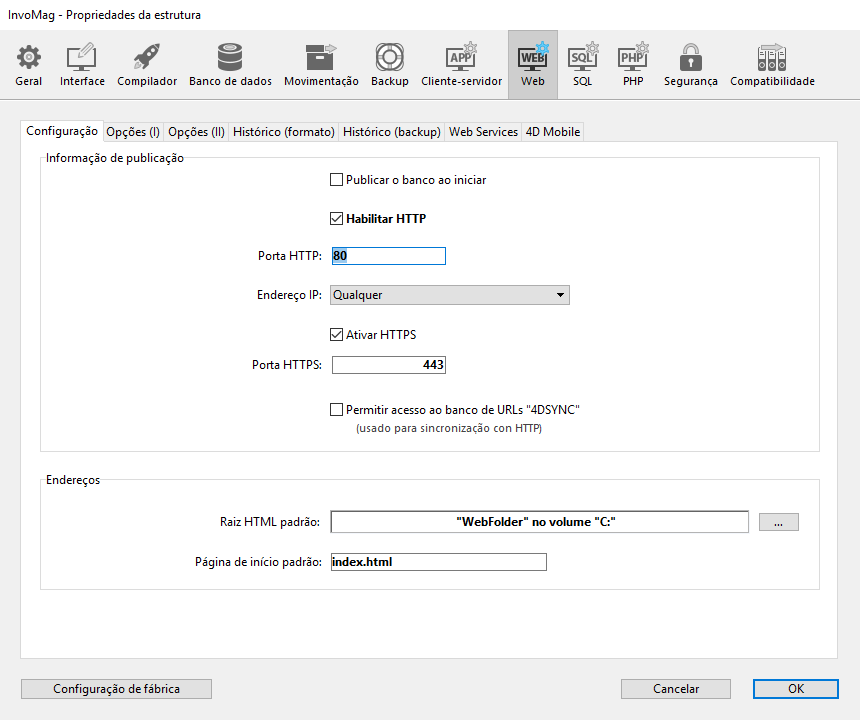 InvoMag - Propriedades da estrutura
Geral Interface Compilador Banco de dados Movimentação Backup Cliente-servidor Web SQL PHP Segurança Compatibilidade
APP WEB SQL PHP
Configuração Opções (I) Opções (II) Histórico (formato) Histórico (backup) Web Services 4D Mobile
Informação de publicação
Publicar o banco ao iniciar
Habilitar HTTP
Porta HTTP: 80
Endereço IP: Qualquer
Ativar HTTPS
Porta HTTPS: 443
Permitir acesso ao banco de URLs "4DSYNC"
(usado para sincronização con HTTP)
Endereços
Raiz HTML padrão: "WebFolder" no volume "C:" ...
Página de início padrão: index.html
Configuração de fábrica Cancelar OK